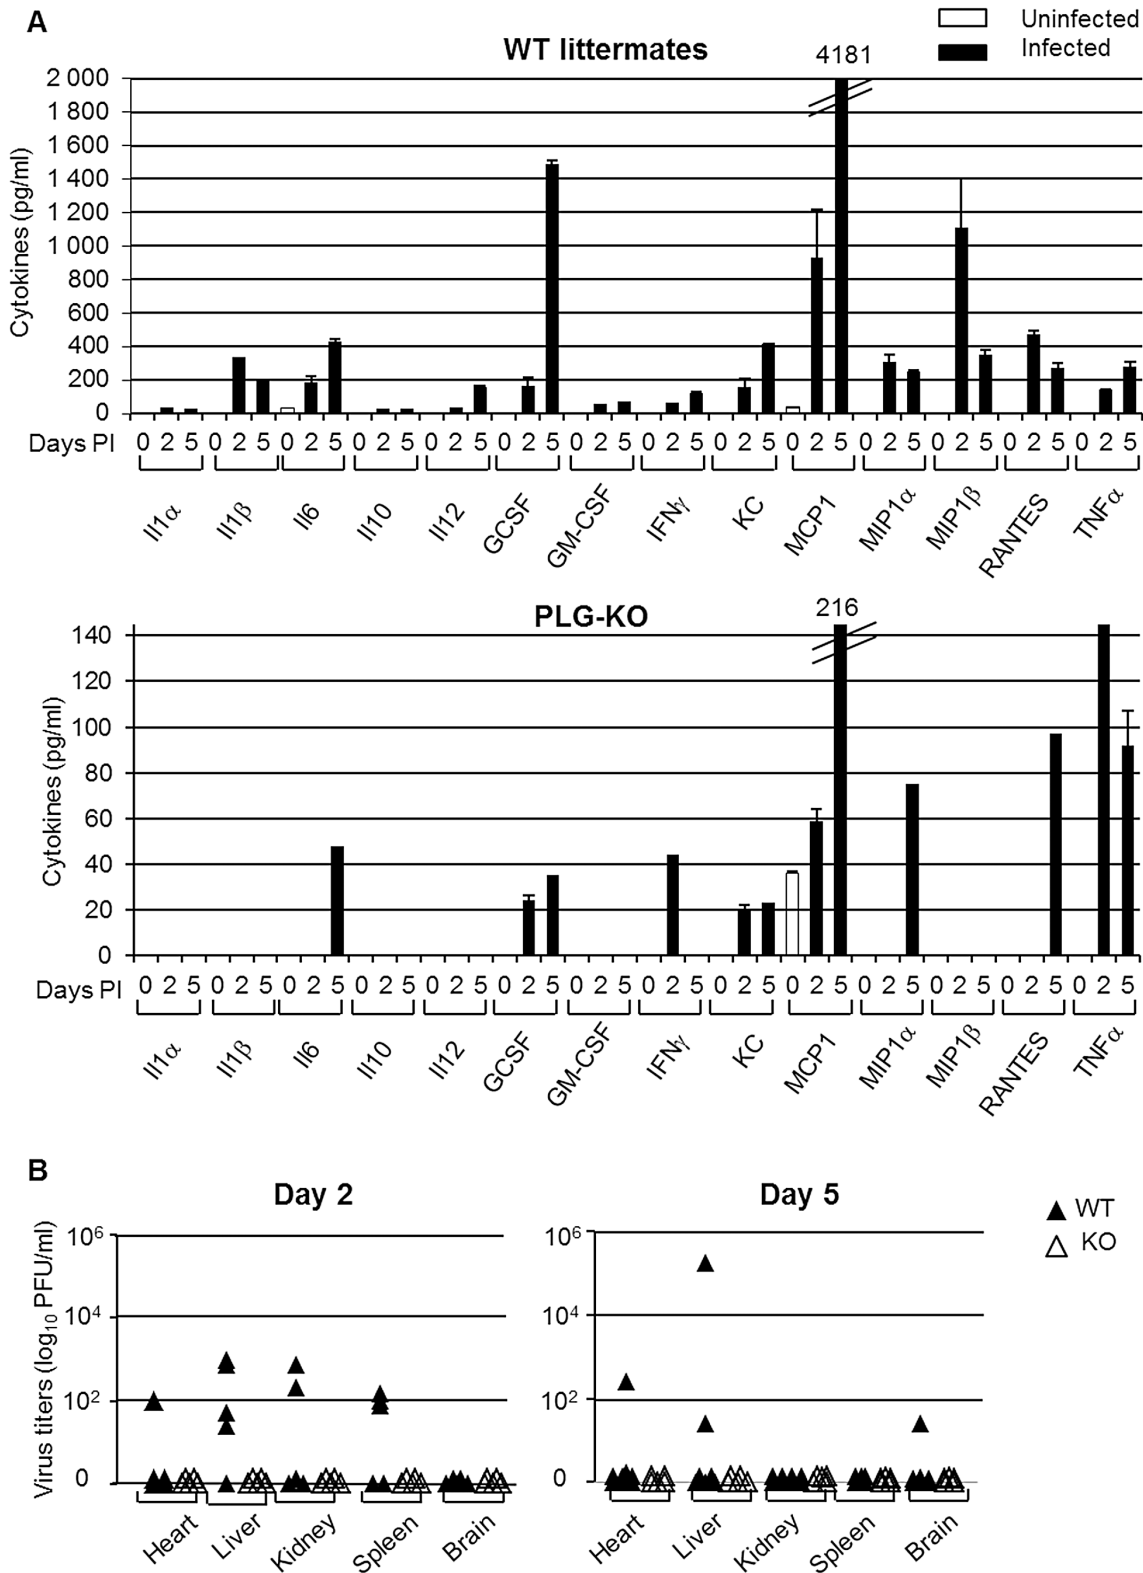 A
Uninfected
Infected
WT littermates
4181
Cytokines (pg/ml)
2 000
1 800
1 600
1 400
1 200
1 000
800
600
400
200
0
Days PI
0 2 5 0 2 5 0 2 5 0 2 5 0 2 5 0 2 5 0 2 5 0 2 5 0 2 5 0 2 5 0 2 5 0 2 5 0 2 5 0 2 5
Il1α Il1β Il6 Il10 Il12 GCSF GM-CSF IFNγ KC MCP1 MIP1α MIP1β RANTES TNFα
PLG-KO
216
Cytokines (pg/ml)
140
120
100
80
60
40
20
0
Days PI
0 2 5 0 2 5 0 2 5 0 2 5 0 2 5 0 2 5 0 2 5 0 2 5 0 2 5 0 2 5 0 2 5 0 2 5 0 2 5 0 2 5
Il1α Il1β Il6 Il10 Il12 GCSF GM-CSF IFNγ KC MCP1 MIP1α MIP1β RANTES TNFα
B
Day 2
Virus titers (log₁₀ PFU/ml)
10⁶
10⁴
10²
0
Heart Liver Kidney Spleen Brain
Day 5
10⁶
10⁴
10²
0
Heart Liver Kidney Spleen Brain
WT
KO